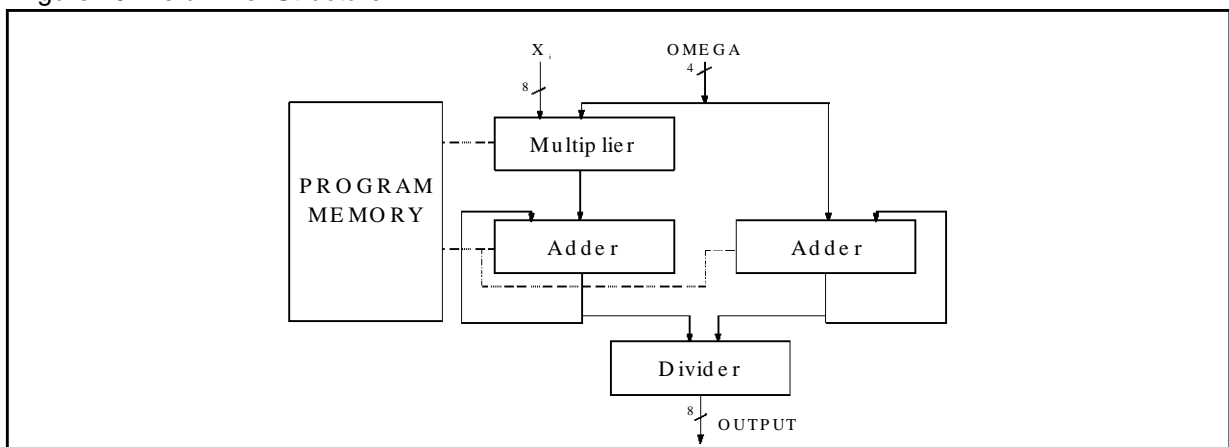 X i OMEGA
8 4
Multiplier
PROGRAM
MEMORY
Adder Adder
Divider
8 OUTPUT